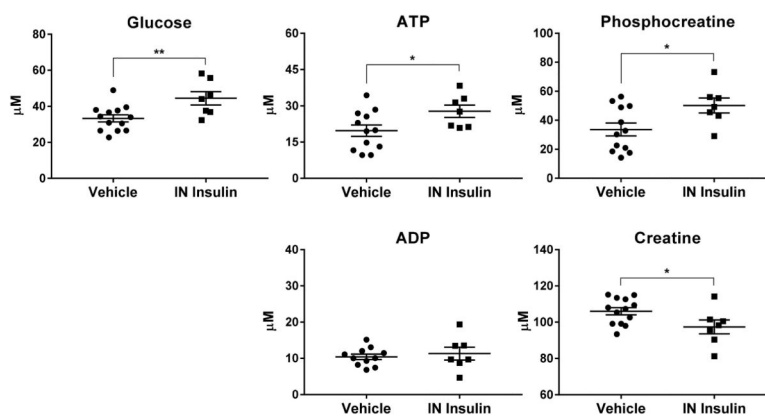 Glucose
**
µM
60
40
20
0
Vehicle
IN Insulin
ATP
*
µM
60
45
30
15
0
Vehicle
IN Insulin
Phosphocreatine
*
µM
100
80
60
40
20
0
Vehicle
IN Insulin
ADP
µM
40
30
20
10
0
Vehicle
IN Insulin
Creatine
*
µM
140
120
100
80
60
Vehicle
IN Insulin